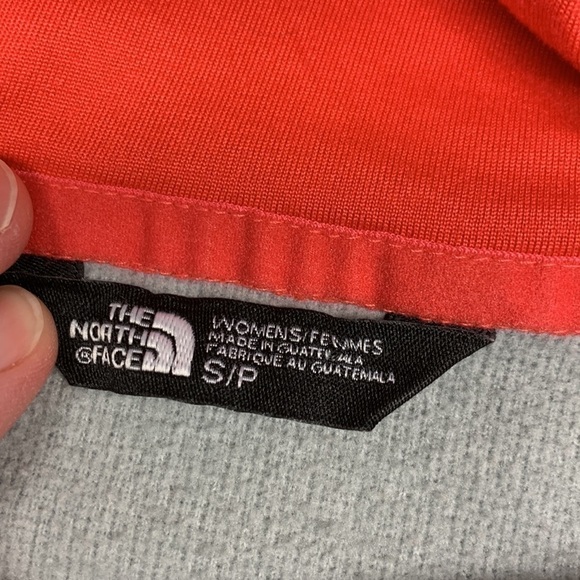 THE
NORTH
®FACE
WOMENS/FEMMES
MADE IN GUATEMALA
FABRIQUE AU GUATEMALA
S/P